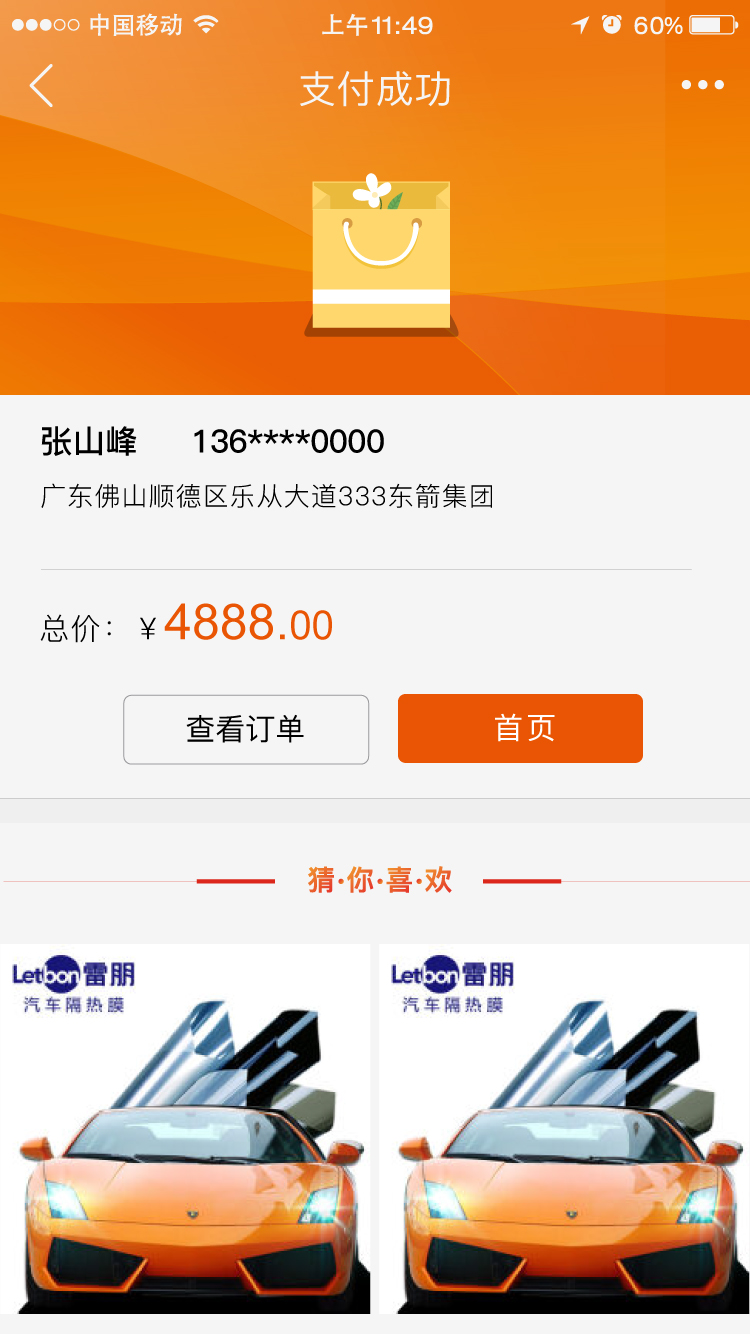 中国移动 上午11:49 60%
支付成功
张山峰 136****0000
广东佛山顺德区乐从大道333东箭集团
总价： ￥4888.00
查看订单 首页
猜·你·喜·欢
Letbon雷朋 Letbon雷朋
汽车隔热膜 汽车隔热膜